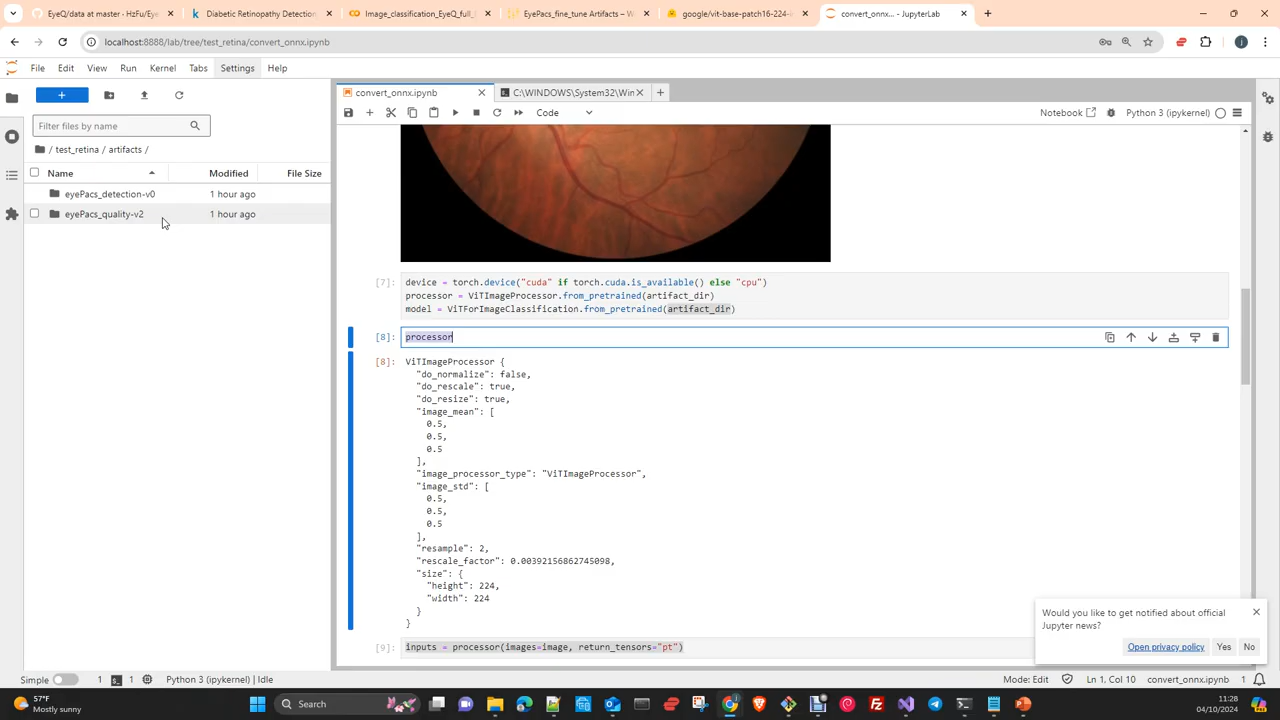 EyeQ/data at master · HzFu/Eye
Diabetic Retinopathy Detection
Image_classification_EyeQ_full_
EyePacs_fine_tune Artifacts – W
google/vit-base-patch16-224-i
convert_onnx... - JupyterLab
localhost:8888/lab/tree/test_retina/convert_onnx.ipynb
File Edit View Run Kernel Tabs Settings Help
convert_onnx.ipynb
C:\WINDOWS\System32\Win
Code
Notebook
Python 3 (ipykernel)
Filter files by name
/ test_retina / artifacts /
Name Modified File Size
eyePacs_detection-v0 1 hour ago
eyePacs_quality-v2 1 hour ago
[7]: device = torch.device("cuda" if torch.cuda.is_available() else "cpu")
processor = ViTImageProcessor.from_pretrained(artifact_dir)
model = ViTForImageClassification.from_pretrained(artifact_dir)
[8]: processor
[8]: ViTImageProcessor {
"do_normalize": false,
"do_rescale": true,
"do_resize": true,
"image_mean": [
0.5,
0.5,
0.5
],
"image_processor_type": "ViTImageProcessor",
"image_std": [
0.5,
0.5,
0.5
],
"resample": 2,
"rescale_factor": 0.00392156862745098,
"size": {
"height": 224,
"width": 224
}
}
[9]: inputs = processor(images=image, return_tensors="pt")
Would you like to get notified about official
Jupyter news?
Open privacy policy Yes No
Simple 1 1 Python 3 (ipykernel) | Idle
Mode: Edit Ln 1, Col 10 convert_onnx.ipynb 1
57°F
Mostly sunny
Search
11:28
04/10/2024